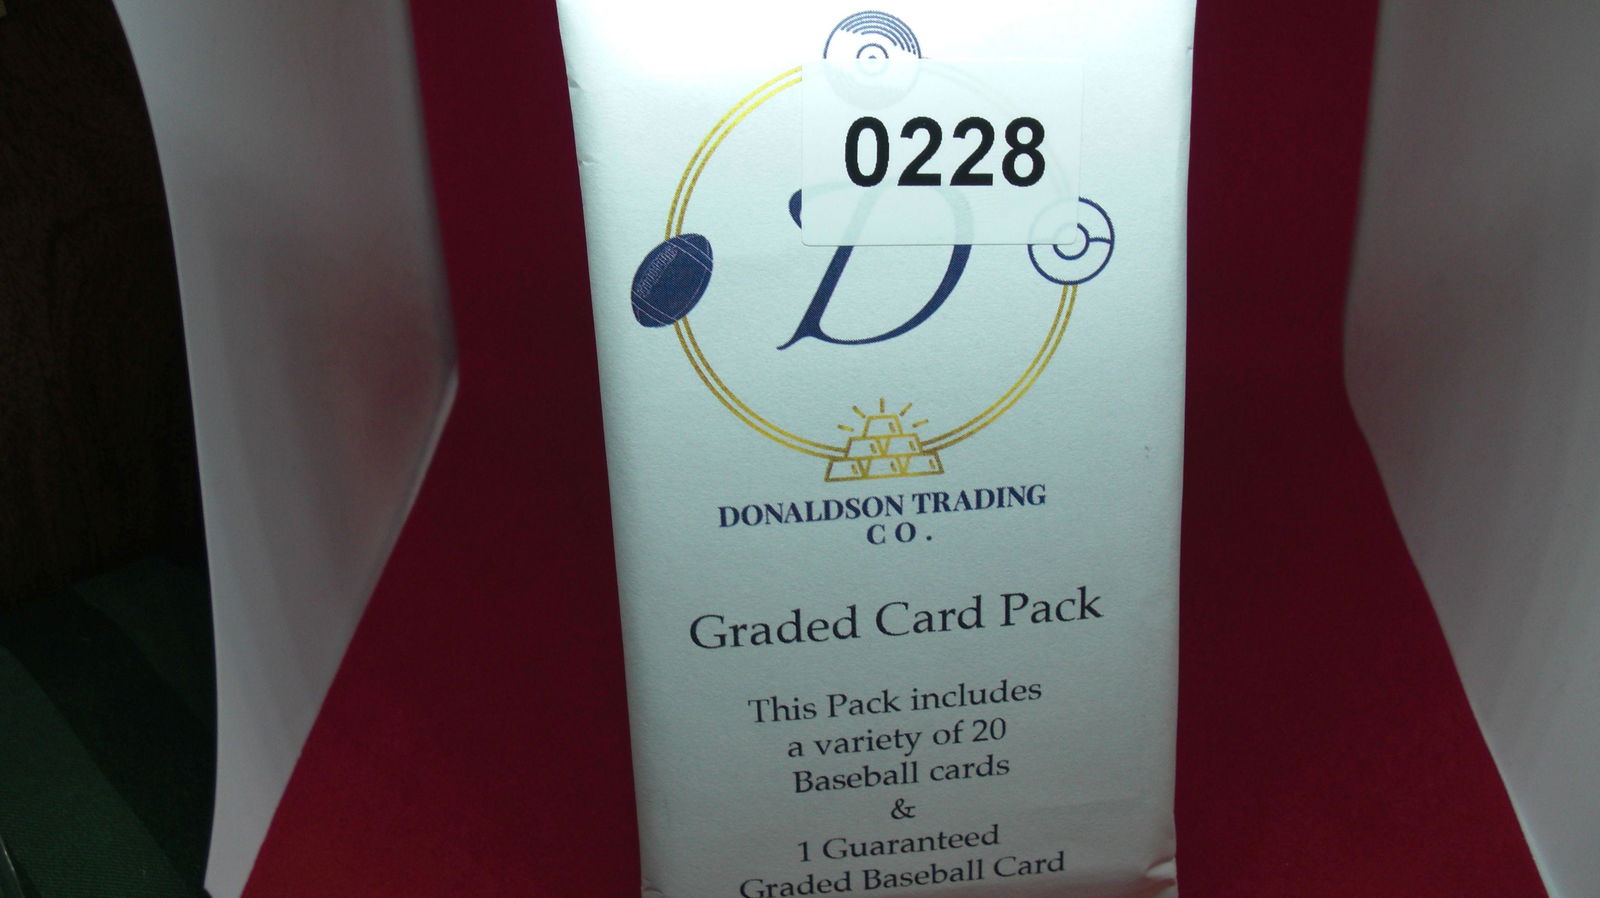 0228
D
DONALDSON TRADING
CO.
Graded Card Pack
This Pack includes
a variety of 20
Baseball cards
&
1 Guaranteed
Graded Baseball Card